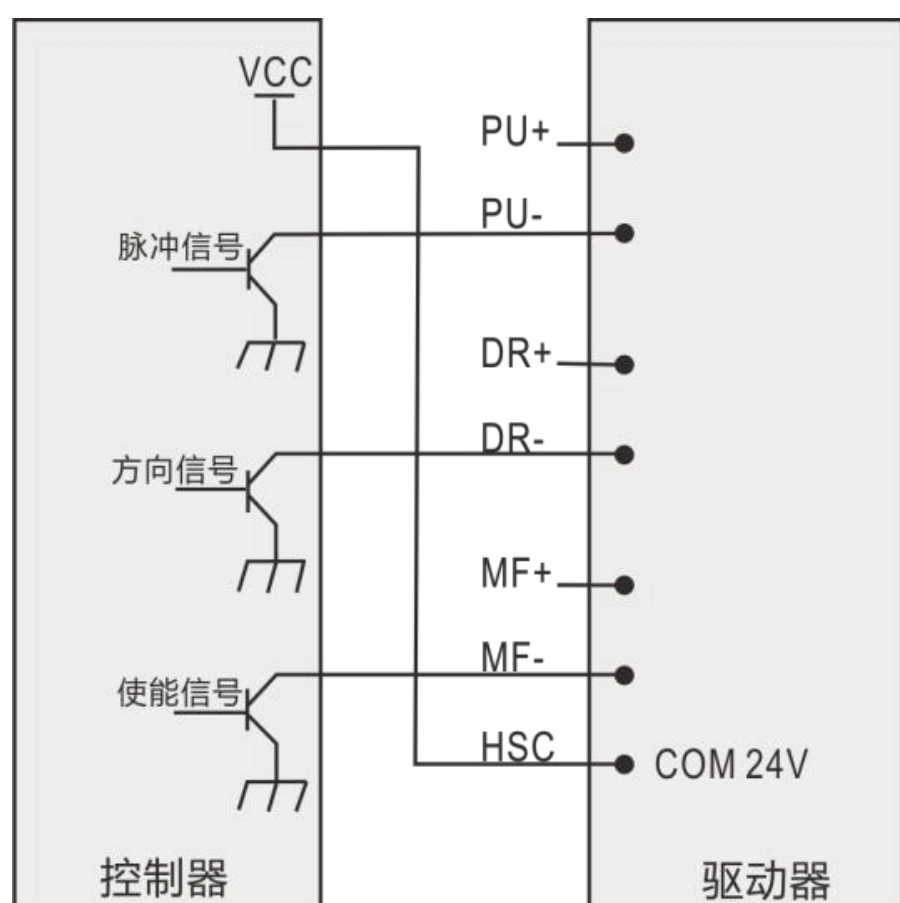 VCC
PU+
PU-
脉冲信号
DR+
DR-
方向信号
MF+
MF-
使能信号
HSC
COM 24V
控制器
驱动器